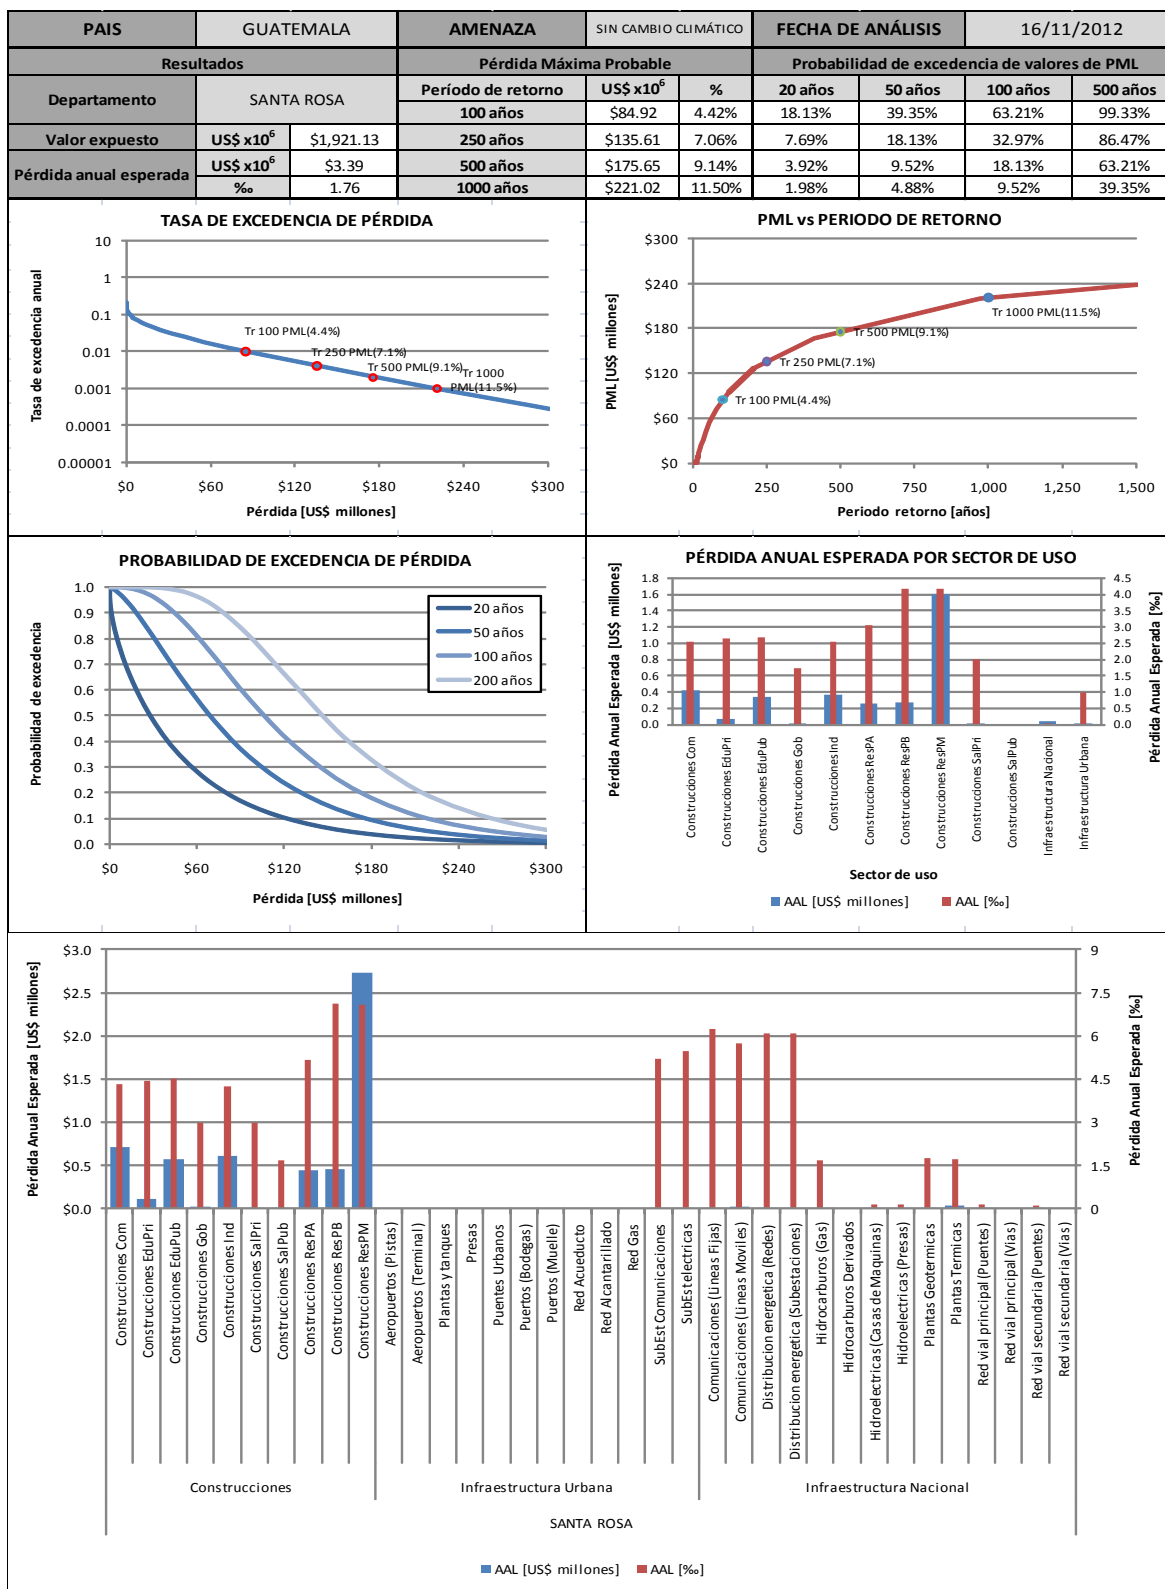 PAIS GUATEMALA AMENAZA SIN CAMBIO CLIMÁTICO FECHA DE ANÁLISIS 16/11/2012
Resultados Pérdida Máxima Probable Probabilidad de excedencia de valores de PML
Departamento SANTA ROSA Período de retorno US$ x10⁶ % 20 años 50 años 100 años 500 años
100 años $84.92 4.42% 18.13% 39.35% 63.21% 99.33%
Valor expuesto US$ x10⁶ $1,921.13 250 años $135.61 7.06% 7.69% 18.13% 32.97% 86.47%
Pérdida anual esperada US$ x10⁶ $3.39 500 años $175.65 9.14% 3.92% 9.52% 18.13% 63.21%
‰ 1.76 1000 años $221.02 11.50% 1.98% 4.88% 9.52% 39.35%
TASA DE EXCEDENCIA DE PÉRDIDA
Tasa de excedencia anual
10
1
0.1
0.01
0.001
0.0001
0.00001
Tr 100 PML(4.4%)
Tr 250 PML(7.1%)
Tr 500 PML(9.1%)
Tr 1000
PML(11.5%)
$0 $60 $120 $180 $240 $300
Pérdida [US$ millones]
PML vs PERIODO DE RETORNO
PML [US$ millones]
$300
$240
$180
$120
$60
$0
Tr 1000 PML(11.5%)
Tr 500 PML(9.1%)
Tr 250 PML(7.1%)
Tr 100 PML(4.4%)
0 250 500 750 1,000 1,250 1,500
Periodo retorno [años]
PROBABILIDAD DE EXCEDENCIA DE PÉRDIDA
Probabilidad de excedencia
1.0
0.9
0.8
0.7
0.6
0.5
0.4
0.3
0.2
0.1
0.0
20 años
50 años
100 años
200 años
$0 $60 $120 $180 $240 $300
Pérdida [US$ millones]
PÉRDIDA ANUAL ESPERADA POR SECTOR DE USO
Pérdida Anual Esperada [US$ millones]
1.8
1.6
1.4
1.2
1.0
0.8
0.6
0.4
0.2
0.0
4.5
4.0
3.5
3.0
2.5
2.0
1.5
1.0
0.5
0.0
Pérdida Anual Esperada [‰]
Construcciones Com
Construcciones EduPri
Construcciones EduPub
Construcciones Gob
Construcciones Ind
Construcciones ResPA
Construcciones ResPB
Construcciones ResPM
Construcciones SalPri
Construcciones SalPub
Infraestructura Nacional
Infraestructura Urbana
Sector de uso
AAL [US$ millones] AAL [‰]
Pérdida Anual Esperada [US$ millones]
$3.0
$2.5
$2.0
$1.5
$1.0
$0.5
$0.0
9
7.5
6
4.5
3
1.5
0
Pérdida Anual Esperada [‰]
Construcciones Com
Construcciones EduPri
Construcciones EduPub
Construcciones Gob
Construcciones Ind
Construcciones SalPri
Construcciones SalPub
Construcciones ResPA
Construcciones ResPB
Construcciones ResPM
Aeropuertos (Pistas)
Aeropuertos (Terminal)
Plantas y tanques
Presas
Puentes Urbanos
Puertos (Bodegas)
Puertos (Muelle)
Red Acueducto
Red Alcantarillado
Red Gas
SubEst Comunicaciones
SubEst electricas
Comunicaciones (Lineas Fijas)
Comunicaciones (Lineas Moviles)
Distribucion energetica (Redes)
Distribucion energetica (Subestaciones)
Hidrocarburos (Gas)
Hidrocarburos Derivados
Hidroelectricas (Casas de Maquinas)
Hidroelectricas (Presas)
Plantas Geotermicas
Plantas Termicas
Red vial principal (Puentes)
Red vial principal (Vias)
Red vial secundaria (Puentes)
Red vial secundaria (Vias)
Construcciones Infraestructura Urbana Infraestructura Nacional
SANTA ROSA
AAL [US$ millones] AAL [‰]